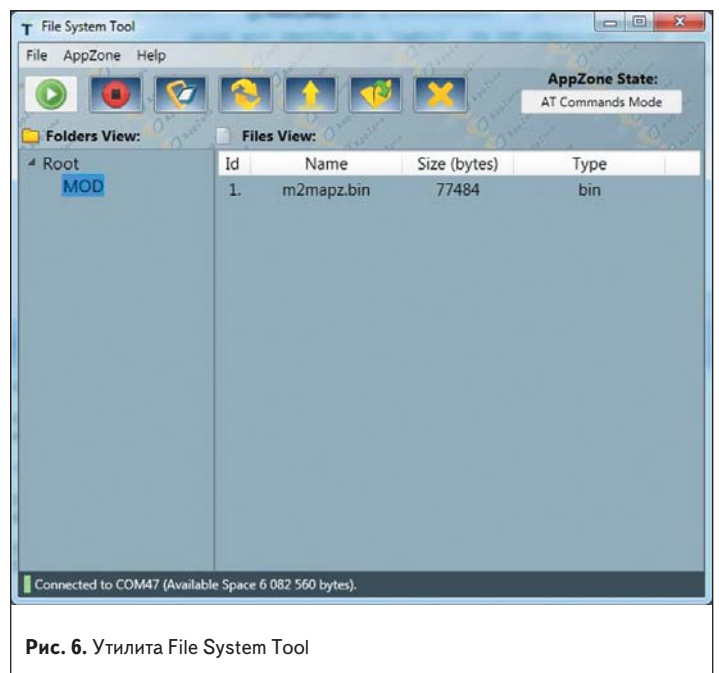 File System Tool
File AppZone Help
AppZone State:
AT Commands Mode
Folders View:
Files View:
Root
MOD
Id Name Size (bytes) Type
1. m2mapz.bin 77484 bin
Connected to COM47 (Available Space 6 082 560 bytes).
Рис. 6. Утилита File System Tool